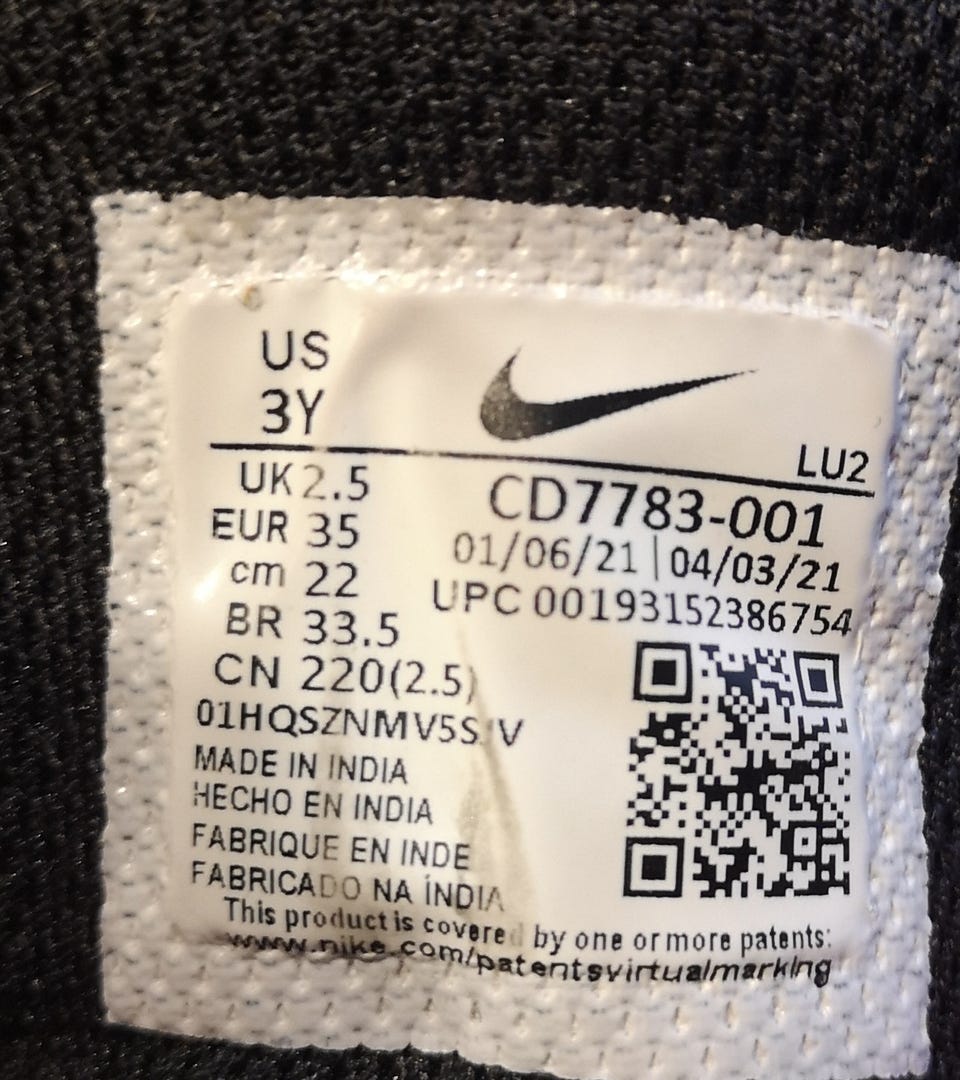 US
3Y
LU2
UK 2.5
EUR 35
cm 22
BR 33.5
CN 220(2.5)
CD7783-001
01/06/21 | 04/03/21
UPC 00193152386754
MADE IN INDIA
HECHO EN INDIA
FABRIQUE EN INDE
FABRICADO NA ÍNDIA
This product is covered by one or more patents:
www.nike.com/patentsvirtualmarking